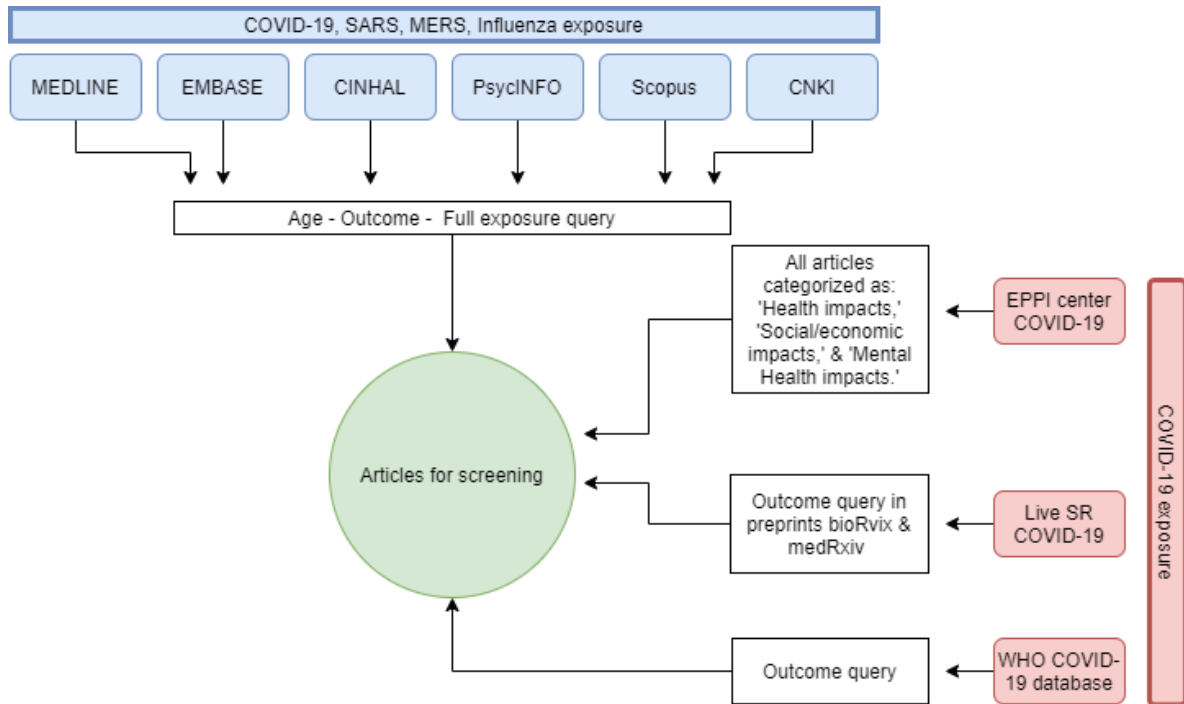 COVID-19, SARS, MERS, Influenza exposure
MEDLINE
EMBASE
CINHAL
PsycINFO
Scopus
CNKI
Age - Outcome -  Full exposure query
All articles
categorized as:
'Health impacts,'
'Social/economic
impacts,' & 'Mental
Health impacts.'
EPPI center
COVID-19
Articles for screening
Outcome query in
preprints bioRvix &
medRxiv
Live SR
COVID-19
COVID-19 exposure
Outcome query
WHO COVID-
19 database